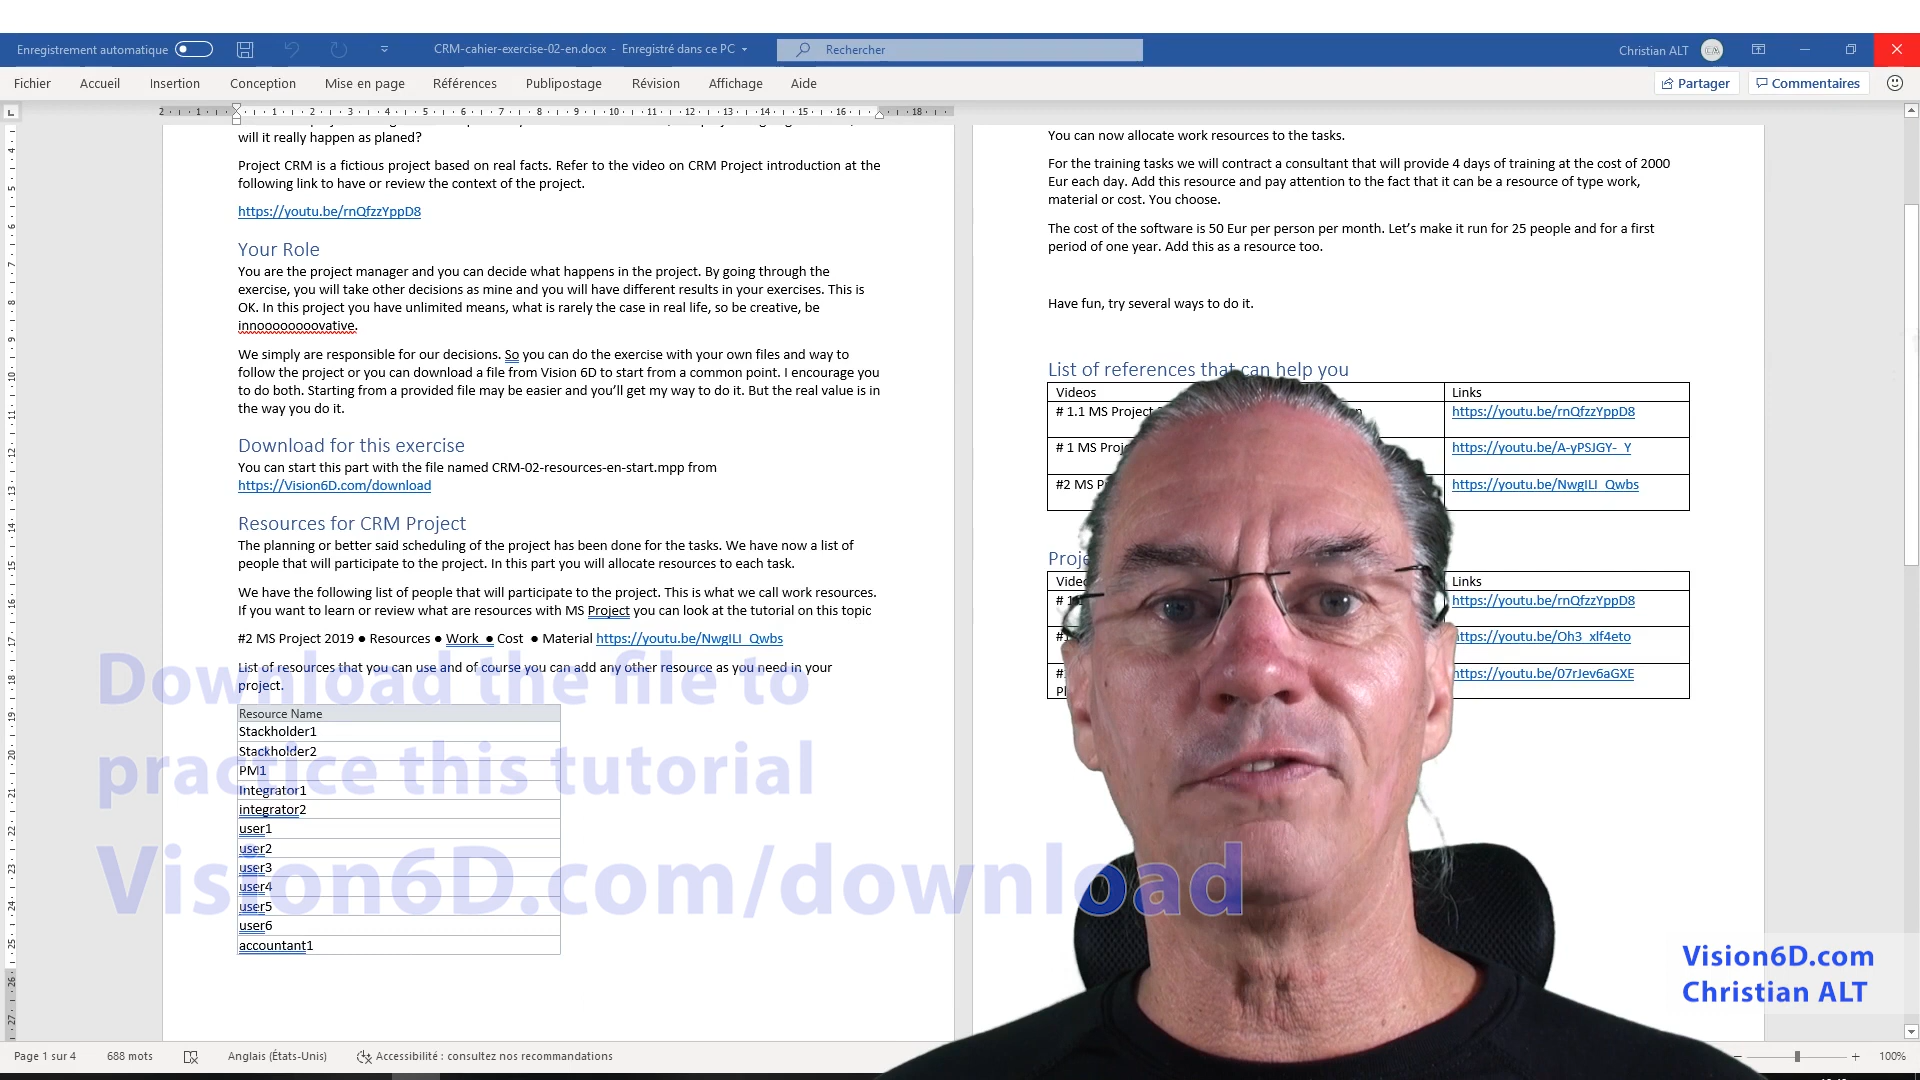 Enregistrement automatique
CRM-cahier-exercise-02-en.docx - Enregistré dans ce PC
Rechercher
Christian ALT
CA
Fichier Accueil Insertion Conception Mise en page Références Publipostage Révision Affichage Aide
Partager
Commentaires
will it really happen as planed?
Project CRM is a fictious project based on real facts. Refer to the video on CRM Project introduction at the
following link to have or review the context of the project.
https://youtu.be/rnQfzzYppD8
Your Role
You are the project manager and you can decide what happens in the project. By going through the
exercise, you will take other decisions as mine and you will have different results in your exercises. This is
OK. In this project you have unlimited means, what is rarely the case in real life, so be creative, be
innoooooooovative.
We simply are responsible for our decisions. So you can do the exercise with your own files and way to
follow the project or you can download a file from Vision 6D to start from a common point. I encourage you
to do both. Starting from a provided file may be easier and you'll get my way to do it. But the real value is in
the way you do it.
Download for this exercise
You can start this part with the file named CRM-02-resources-en-start.mpp from
https://Vision6D.com/download
Resources for CRM Project
The planning or better said scheduling of the project has been done for the tasks. We have now a list of
people that will participate to the project. In this part you will allocate resources to each task.
We have the following list of people that will participate to the project. This is what we call work resources.
If you want to learn or review what are resources with MS Project you can look at the tutorial on this topic
#2 MS Project 2019 ● Resources ● Work ● Cost ● Material https://youtu.be/NwgILI_Qwbs
List of resources that you can use and of course you can add any other resource as you need in your
project.
Resource Name
Stackholder1
Stackholder2
PM1
Integrator1
integrator2
user1
user2
user3
user4
user5
user6
accountant1
You can now allocate work resources to the tasks.
For the training tasks we will contract a consultant that will provide 4 days of training at the cost of 2000
Eur each day. Add this resource and pay attention to the fact that it can be a resource of type work,
material or cost. You choose.
The cost of the software is 50 Eur per person per month. Let's make it run for 25 people and for a first
period of one year. Add this as a resource too.
Have fun, try several ways to do it.
List of references that can help you
Videos Links
# 1.1 MS Project https://youtu.be/rnQfzzYppD8
# 1 MS Proj https://youtu.be/A-yPSJGY-_Y
#2 MS P https://youtu.be/NwgILI_Qwbs
Proje
Video Links
https://youtu.be/rnQfzzYppD8
https://youtu.be/Oh3_xlf4eto
https://youtu.be/07rJev6aGXE
Pl
Download the file to
practice this tutorial
Vision6D.com/download
Vision6D.com
Christian ALT
Page 1 sur 4 688 mots Anglais (États-Unis) Accessibilité : consultez nos recommandations
100%